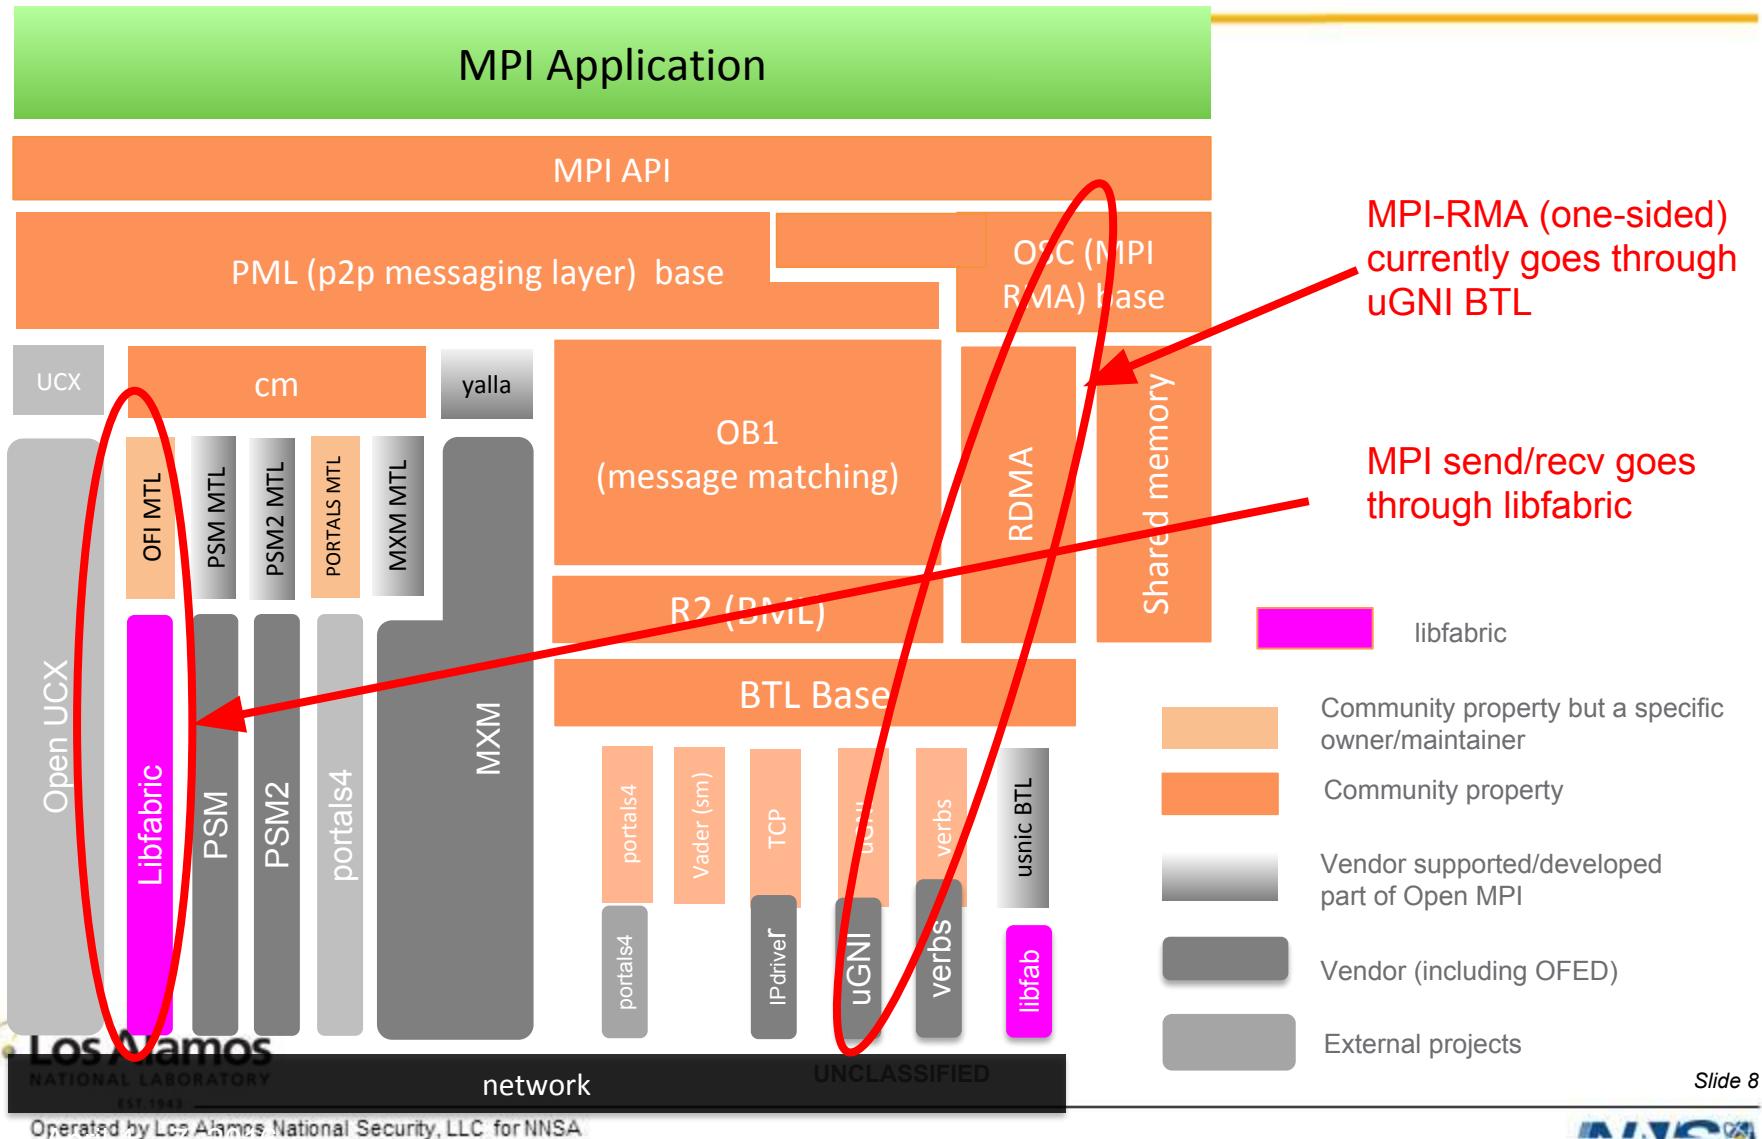 MPI Application
MPI API
PML (p2p messaging layer)  base
OSC (MPI
RMA) base
MPI-RMA (one-sided)
currently goes through
uGNI BTL
UCX
cm
yalla
OB1
(message matching)
RDMA
Shared memory
MPI send/recv goes
through libfabric
OFI MTL
PSM MTL
PSM2 MTL
PORTALS MTL
MXM MTL
R2 (BML)
BTL Base
Open UCX
Libfabric
PSM
PSM2
portals4
MXM
portals4
Vader (sm)
TCP
uGNI
verbs
usnic BTL
portals4
IPdriver
uGNI
verbs
libfab
libfabric
Community property but a specific
owner/maintainer
Community property
Vendor supported/developed
part of Open MPI
Vendor (including OFED)
External projects
Los Alamos
NATIONAL LABORATORY
EST.1943
network
UNCLASSIFIED
Slide 8
Operated by Los Alamos National Security, LLC for NNSA